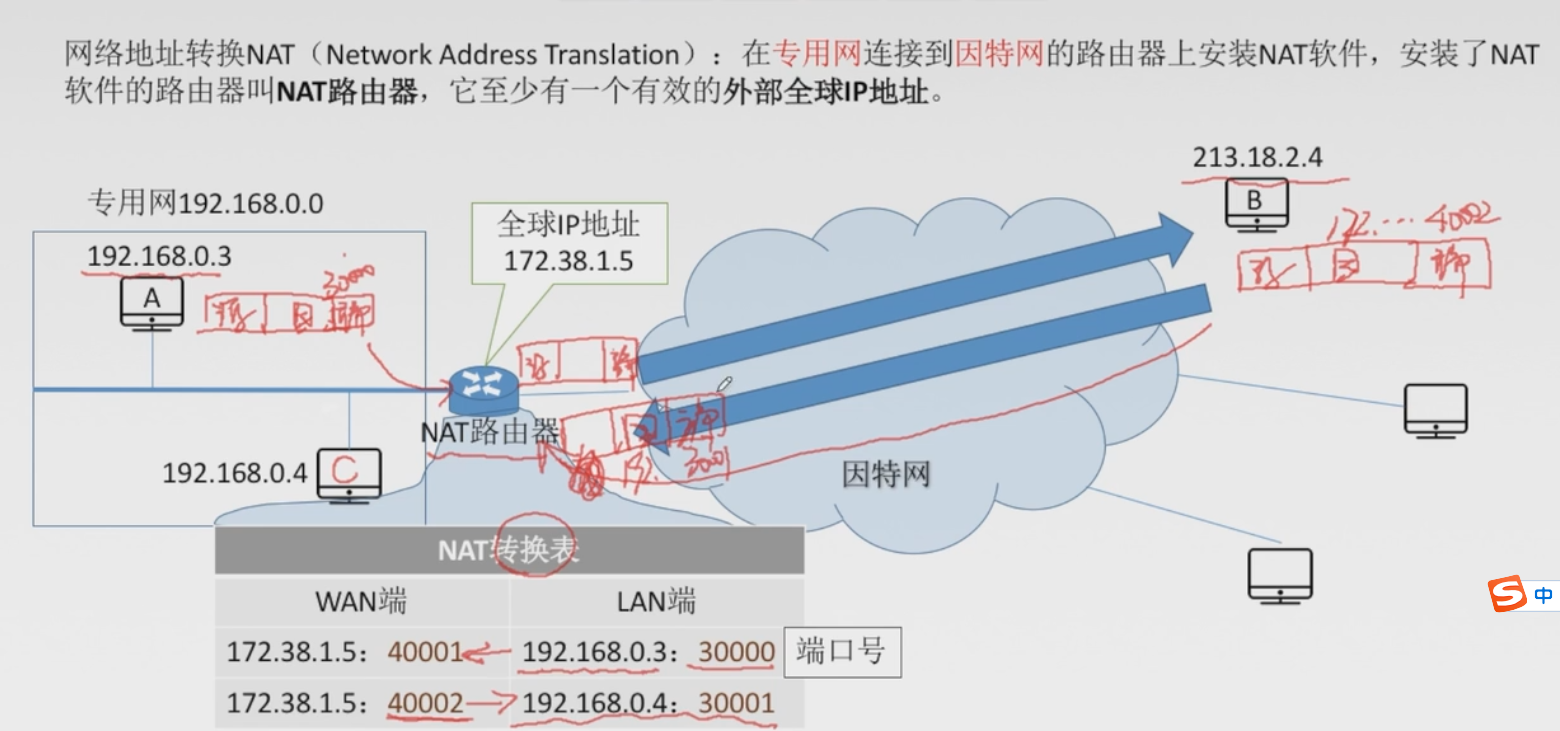 网络地址转换NAT（Network Address Translation）：在专用网连接到因特网的路由器上安装NAT软件，安装了NAT
软件的路由器叫NAT路由器，它至少有一个有效的外部全球IP地址。
213.18.2.4
专用网192.168.0.0
B
全球IP地址
172.38.1.5
172.... 40002
192.168.0.3
30000
A
源
目
端
源
目
端
源
端
目
端
NAT路由器
192. 30001
192.168.0.4
C
因特网
NAT转换表
WAN端
LAN端
172.38.1.5：40001
192.168.0.3：30000
端口号
172.38.1.5：40002
192.168.0.4：30001
中